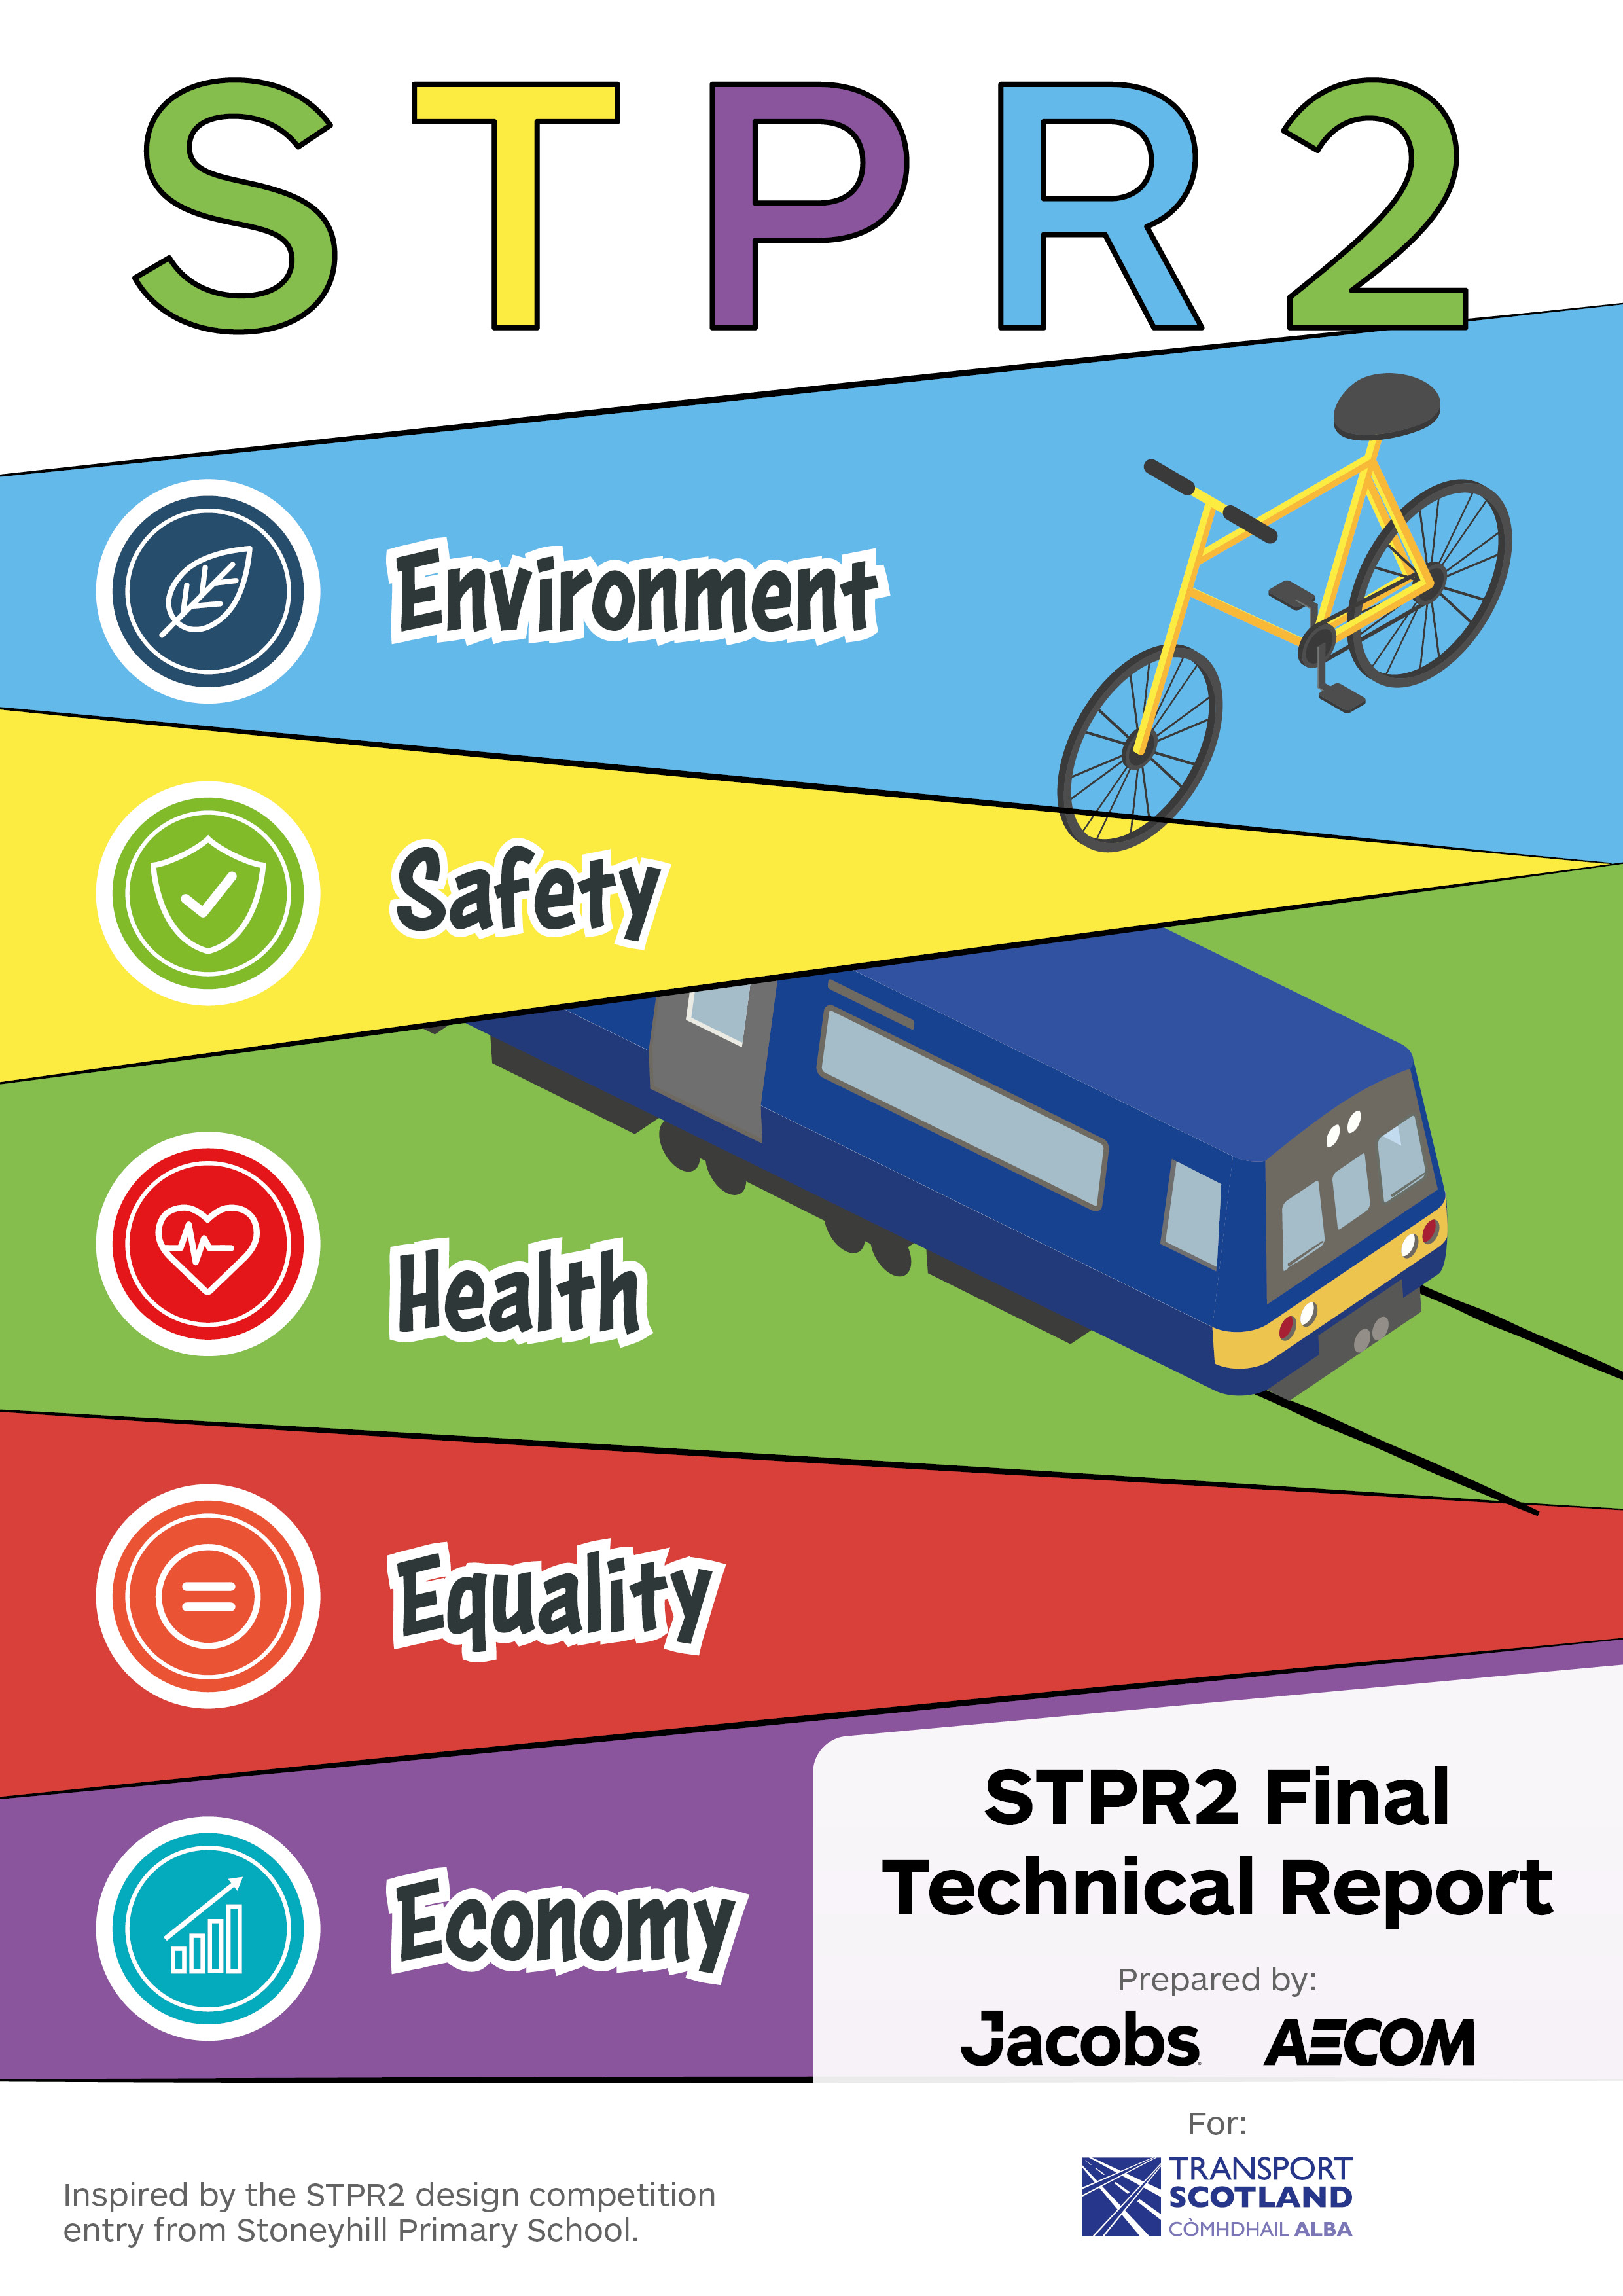 STPR2
Environment
Safety
Health
Equality
Economy
STPR2 Final
Technical Report
Prepared by:
Jacobs AECOM
For:
TRANSPORT
SCOTLAND
CÒMHDHAIL ALBA
Inspired by the STPR2 design competition
entry from Stoneyhill Primary School.